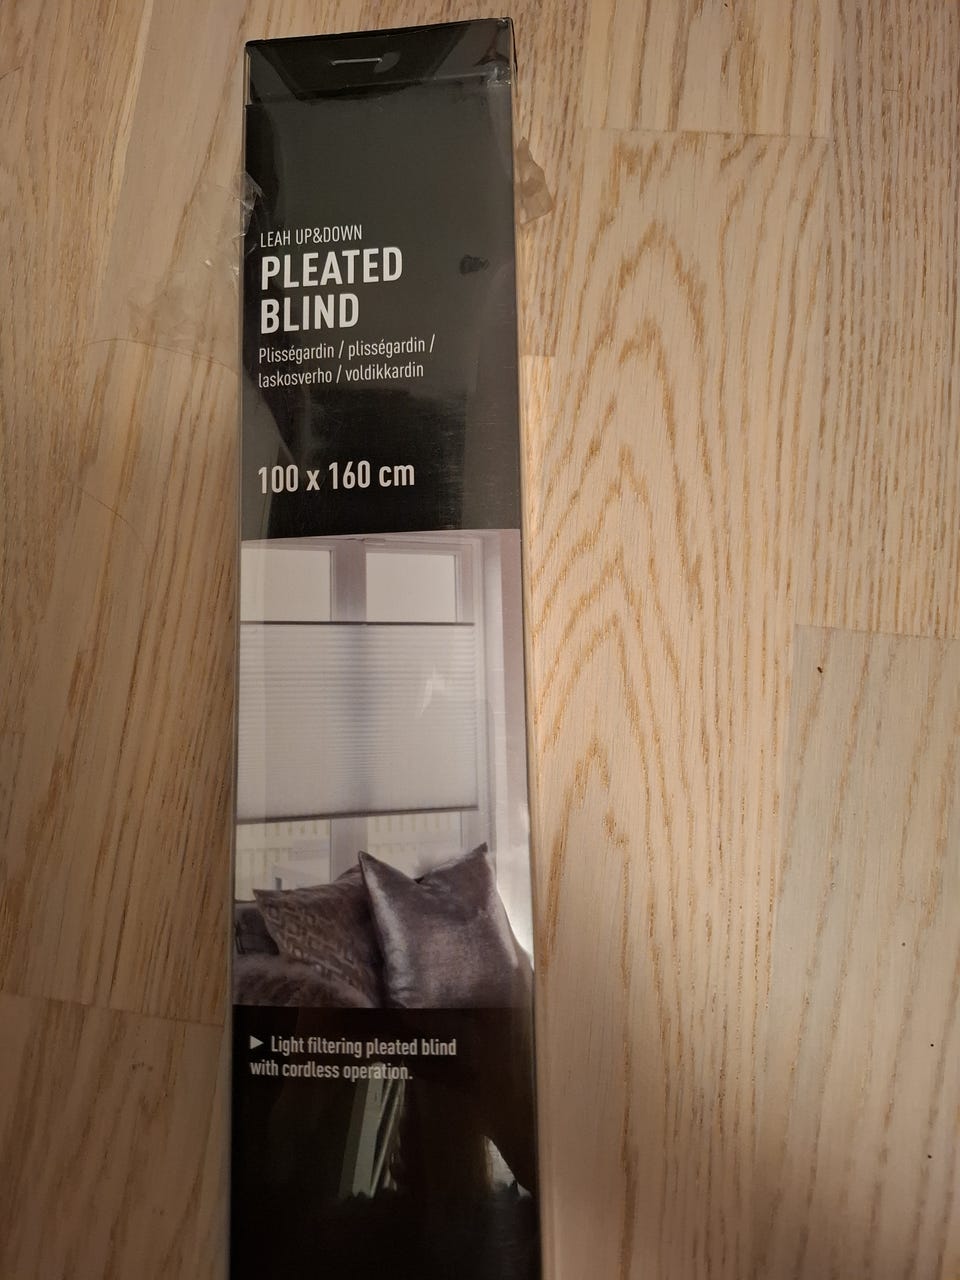 LEAH UP&DOWN
PLEATED
BLIND
Plisségardin / plisségardin /
laskosverho / voldikkardin
100 x 160 cm
► Light filtering pleated blind
with cordless operation.